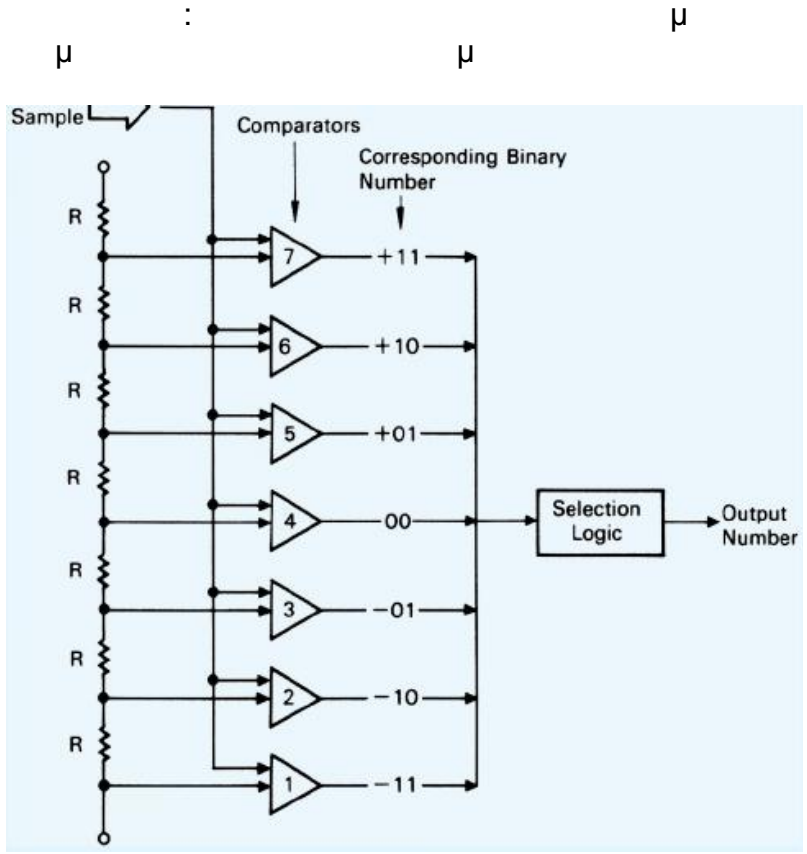 : μ
μ μ
Sample
Comparators
Corresponding Binary
Number
R
7 +11
R
6 +10
R
5 +01
R
4 00
Selection
Logic
Output
Number
R
3 -01
R
2 -10
R
1 -11